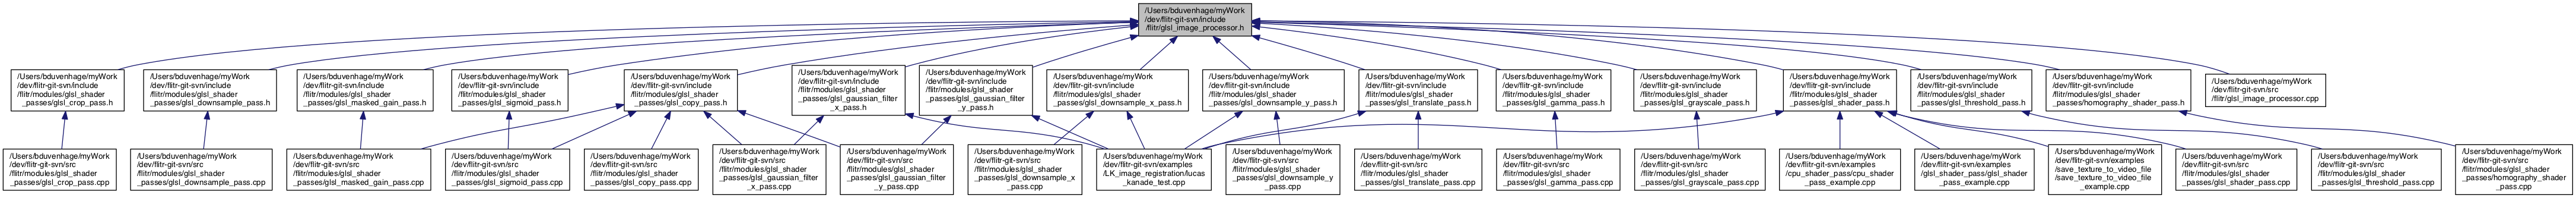 /Users/bduvenhage/myWork
/dev/flitr-git-svn/include
/flitr/glsl_image_processor.h
/Users/bduvenhage/myWork
/dev/flitr-git-svn/include
/flitr/modules/glsl_shader
_passes/glsl_crop_pass.h
/Users/bduvenhage/myWork
/dev/flitr-git-svn/include
/flitr/modules/glsl_shader
_passes/glsl_downsample_pass.h
/Users/bduvenhage/myWork
/dev/flitr-git-svn/include
/flitr/modules/glsl_shader
_passes/glsl_masked_gain_pass.h
/Users/bduvenhage/myWork
/dev/flitr-git-svn/include
/flitr/modules/glsl_shader
_passes/glsl_sigmoid_pass.h
/Users/bduvenhage/myWork
/dev/flitr-git-svn/include
/flitr/modules/glsl_shader
_passes/glsl_copy_pass.h
/Users/bduvenhage/myWork
/dev/flitr-git-svn/include
/flitr/modules/glsl_shader
_passes/glsl_gaussian_filter
_x_pass.h
/Users/bduvenhage/myWork
/dev/flitr-git-svn/include
/flitr/modules/glsl_shader
_passes/glsl_gaussian_filter
_y_pass.h
/Users/bduvenhage/myWork
/dev/flitr-git-svn/include
/flitr/modules/glsl_shader
_passes/glsl_downsample_x_pass.h
/Users/bduvenhage/myWork
/dev/flitr-git-svn/include
/flitr/modules/glsl_shader
_passes/glsl_downsample_y_pass.h
/Users/bduvenhage/myWork
/dev/flitr-git-svn/include
/flitr/modules/glsl_shader
_passes/glsl_translate_pass.h
/Users/bduvenhage/myWork
/dev/flitr-git-svn/include
/flitr/modules/glsl_shader
_passes/glsl_gamma_pass.h
/Users/bduvenhage/myWork
/dev/flitr-git-svn/include
/flitr/modules/glsl_shader
_passes/glsl_grayscale_pass.h
/Users/bduvenhage/myWork
/dev/flitr-git-svn/include
/flitr/modules/glsl_shader
_passes/glsl_shader_pass.h
/Users/bduvenhage/myWork
/dev/flitr-git-svn/include
/flitr/modules/glsl_shader
_passes/glsl_threshold_pass.h
/Users/bduvenhage/myWork
/dev/flitr-git-svn/include
/flitr/modules/glsl_shader
_passes/homography_shader_pass.h
/Users/bduvenhage/myWork
/dev/flitr-git-svn/src
/flitr/glsl_image_processor.cpp
/Users/bduvenhage/myWork
/dev/flitr-git-svn/src
/flitr/modules/glsl_shader
_passes/glsl_crop_pass.cpp
/Users/bduvenhage/myWork
/dev/flitr-git-svn/src
/flitr/modules/glsl_shader
_passes/glsl_downsample_pass.cpp
/Users/bduvenhage/myWork
/dev/flitr-git-svn/src
/flitr/modules/glsl_shader
_passes/glsl_masked_gain_pass.cpp
/Users/bduvenhage/myWork
/dev/flitr-git-svn/src
/flitr/modules/glsl_shader
_passes/glsl_sigmoid_pass.cpp
/Users/bduvenhage/myWork
/dev/flitr-git-svn/src
/flitr/modules/glsl_shader
_passes/glsl_copy_pass.cpp
/Users/bduvenhage/myWork
/dev/flitr-git-svn/src
/flitr/modules/glsl_shader
_passes/glsl_gaussian_filter
_x_pass.cpp
/Users/bduvenhage/myWork
/dev/flitr-git-svn/src
/flitr/modules/glsl_shader
_passes/glsl_gaussian_filter
_y_pass.cpp
/Users/bduvenhage/myWork
/dev/flitr-git-svn/src
/flitr/modules/glsl_shader
_passes/glsl_downsample_x
_pass.cpp
/Users/bduvenhage/myWork
/dev/flitr-git-svn/examples
/LK_image_registration/lucas
_kanade_test.cpp
/Users/bduvenhage/myWork
/dev/flitr-git-svn/src
/flitr/modules/glsl_shader
_passes/glsl_downsample_y
_pass.cpp
/Users/bduvenhage/myWork
/dev/flitr-git-svn/src
/flitr/modules/glsl_shader
_passes/glsl_translate_pass.cpp
/Users/bduvenhage/myWork
/dev/flitr-git-svn/src
/flitr/modules/glsl_shader
_passes/glsl_gamma_pass.cpp
/Users/bduvenhage/myWork
/dev/flitr-git-svn/src
/flitr/modules/glsl_shader
_passes/glsl_grayscale_pass.cpp
/Users/bduvenhage/myWork
/dev/flitr-git-svn/examples
/cpu_shader_pass/cpu_shader
_pass_example.cpp
/Users/bduvenhage/myWork
/dev/flitr-git-svn/examples
/glsl_shader_pass/glsl_shader
_pass_example.cpp
/Users/bduvenhage/myWork
/dev/flitr-git-svn/examples
/save_texture_to_video_file
/save_texture_to_video_file
_example.cpp
/Users/bduvenhage/myWork
/dev/flitr-git-svn/src
/flitr/modules/glsl_shader
_passes/glsl_shader_pass.cpp
/Users/bduvenhage/myWork
/dev/flitr-git-svn/src
/flitr/modules/glsl_shader
_passes/glsl_threshold_pass.cpp
/Users/bduvenhage/myWork
/dev/flitr-git-svn/src
/flitr/modules/glsl_shader
_passes/homography_shader
_pass.cpp